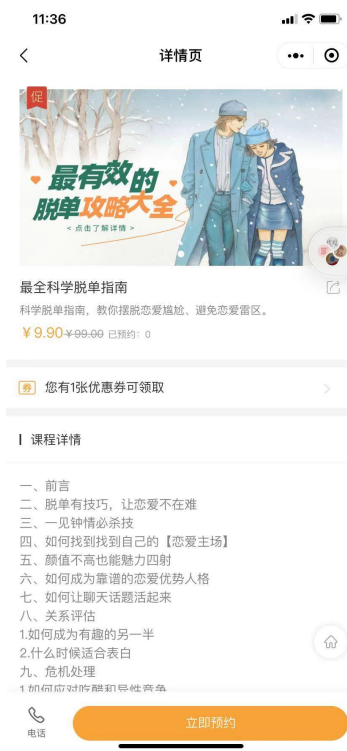 11:36
详情页
促
最有效的
脱单攻略大全
<点击了解详情>
最全科学脱单指南
科学脱单指南，教你摆脱恋爱尴尬、避免恋爱雷区。
￥9.90 ￥99.00 已预约：0
券 您有1张优惠券可领取
课程详情
一、前言
二、脱单有技巧，让恋爱不在难
三、一见钟情必杀技
四、如何找到找到自己的【恋爱主场】
五、颜值不高也能魅力四射
六、如何成为靠谱的恋爱优势人格
七、如何让聊天话题活起来
八、关系评估
1.如何成为有趣的另一半
2.什么时候适合表白
九、危机处理
1.如何应对吃醋和异性竞争
电话
立即预约